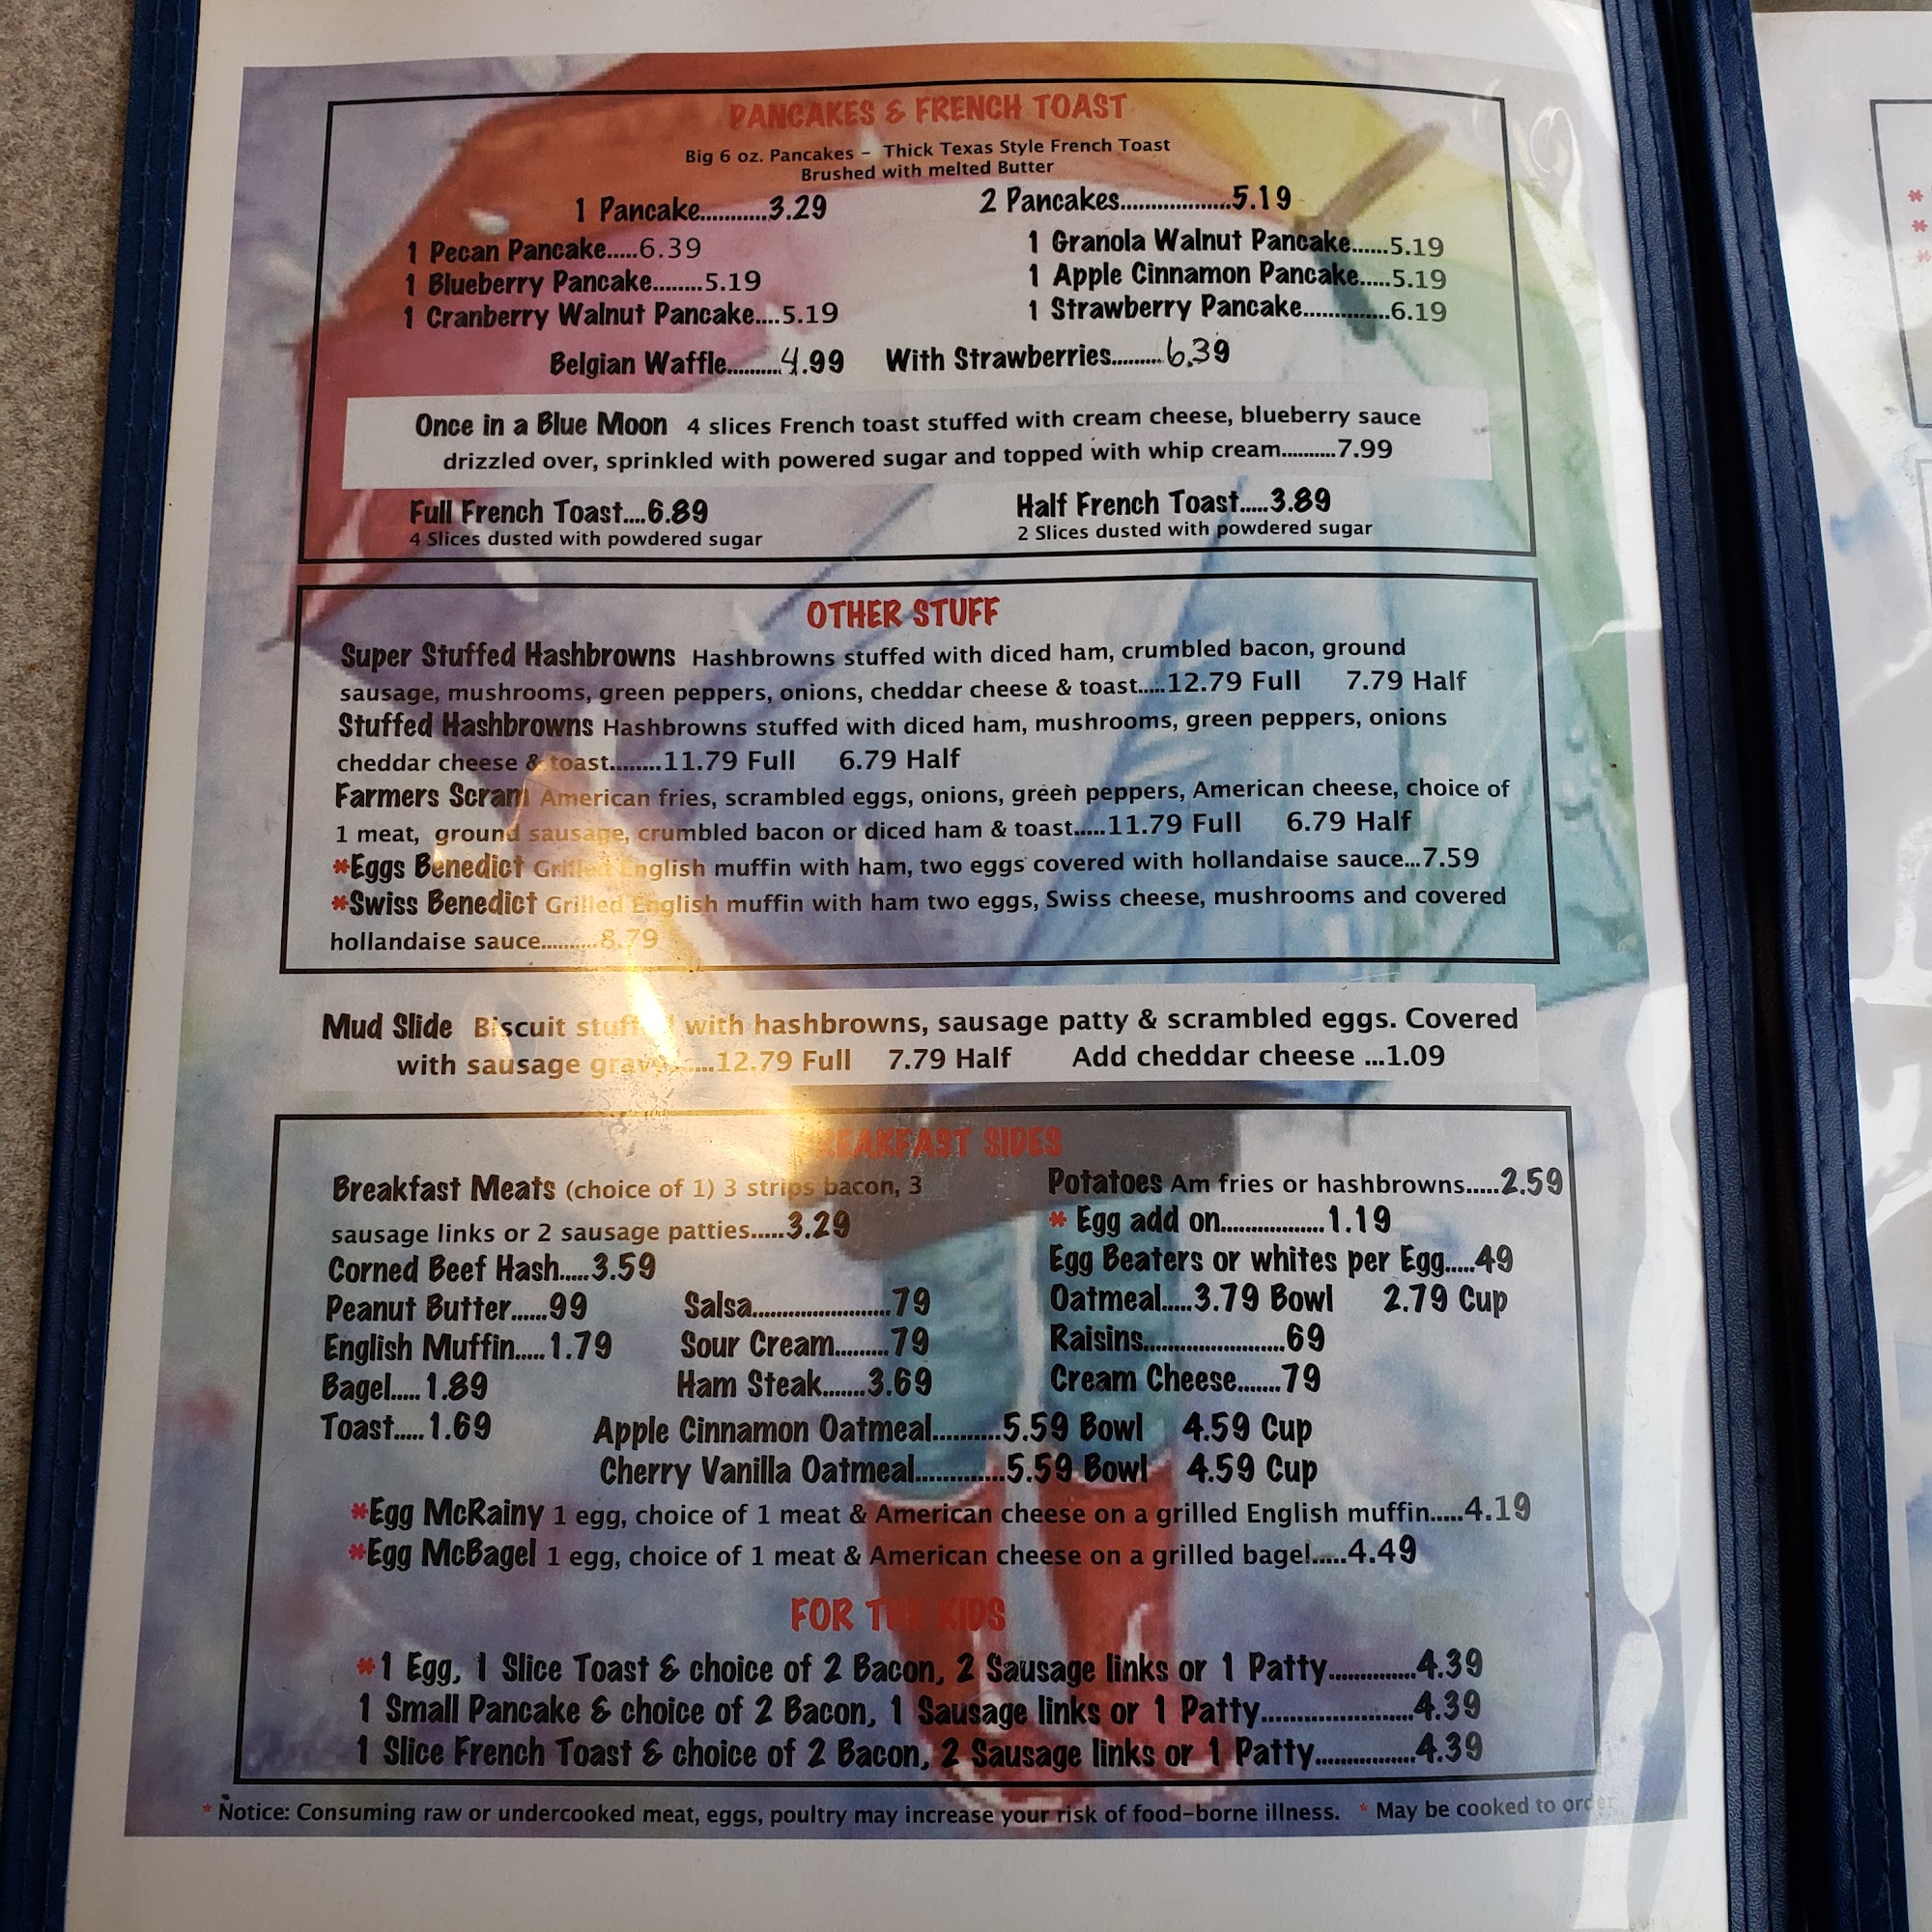 PANCAKES & FRENCH TOAST
Big 6 oz. Pancakes - Thick Texas Style French Toast
Brushed with melted Butter
1 Pancake...........3.29 2 Pancakes..................5.19
1 Pecan Pancake.....6.39 1 Granola Walnut Pancake......5.19
1 Blueberry Pancake........5.19 1 Apple Cinnamon Pancake.....5.19
1 Cranberry Walnut Pancake....5.19 1 Strawberry Pancake..............6.19
Belgian Waffle..........4.99 With Strawberries.........6.39
Once in a Blue Moon 4 slices French toast stuffed with cream cheese, blueberry sauce
drizzled over, sprinkled with powered sugar and topped with whip cream..........7.99
Full French Toast....6.89 Half French Toast.....3.89
4 Slices dusted with powdered sugar 2 Slices dusted with powdered sugar
OTHER STUFF
Super Stuffed Hashbrowns Hashbrowns stuffed with diced ham, crumbled bacon, ground
sausage, mushrooms, green peppers, onions, cheddar cheese & toast.....12.79 Full 7.79 Half
Stuffed Hashbrowns Hashbrowns stuffed with diced ham, mushrooms, green peppers, onions
cheddar cheese & toast........11.79 Full 6.79 Half
Farmers Scram American fries, scrambled eggs, onions, green peppers, American cheese, choice of
1 meat, ground sausage, crumbled bacon or diced ham & toast.....11.79 Full 6.79 Half
*Eggs Benedict Grilled English muffin with ham, two eggs covered with hollandaise sauce...7.59
*Swiss Benedict Grilled English muffin with ham two eggs, Swiss cheese, mushrooms and covered
hollandaise sauce..........8.79
Mud Slide Biscuit stuffed with hashbrowns, sausage patty & scrambled eggs. Covered
with sausage gravy......12.79 Full 7.79 Half Add cheddar cheese ...1.09
BREAKFAST SIDES
Breakfast Meats (choice of 1) 3 strips bacon, 3
sausage links or 2 sausage patties.....3.29
Corned Beef Hash.....3.59
Potatoes Am fries or hashbrowns.....2.59
* Egg add on..................1.19
Egg Beaters or whites per Egg.....49
Peanut Butter......99 Salsa........................79 Oatmeal.....3.79 Bowl 2.79 Cup
English Muffin.....1.79 Sour Cream.........79 Raisins.........................69
Bagel.....1.89 Ham Steak.......3.69 Cream Cheese.......79
Toast.....1.69 Apple Cinnamon Oatmeal..........5.59 Bowl 4.59 Cup
Cherry Vanilla Oatmeal.............5.59 Bowl 4.59 Cup
*Egg McRainy 1 egg, choice of 1 meat & American cheese on a grilled English muffin.....4.19
*Egg McBagel 1 egg, choice of 1 meat & American cheese on a grilled bagel.....4.49
FOR THE KIDS
*1 Egg, 1 Slice Toast & choice of 2 Bacon, 2 Sausage links or 1 Patty...............4.39
1 Small Pancake & choice of 2 Bacon, 1 Sausage links or 1 Patty.........................4.39
1 Slice French Toast & choice of 2 Bacon, 2 Sausage links or 1 Patty.................4.39
* Notice: Consuming raw or undercooked meat, eggs, poultry may increase your risk of food-borne illness. * May be cooked to order